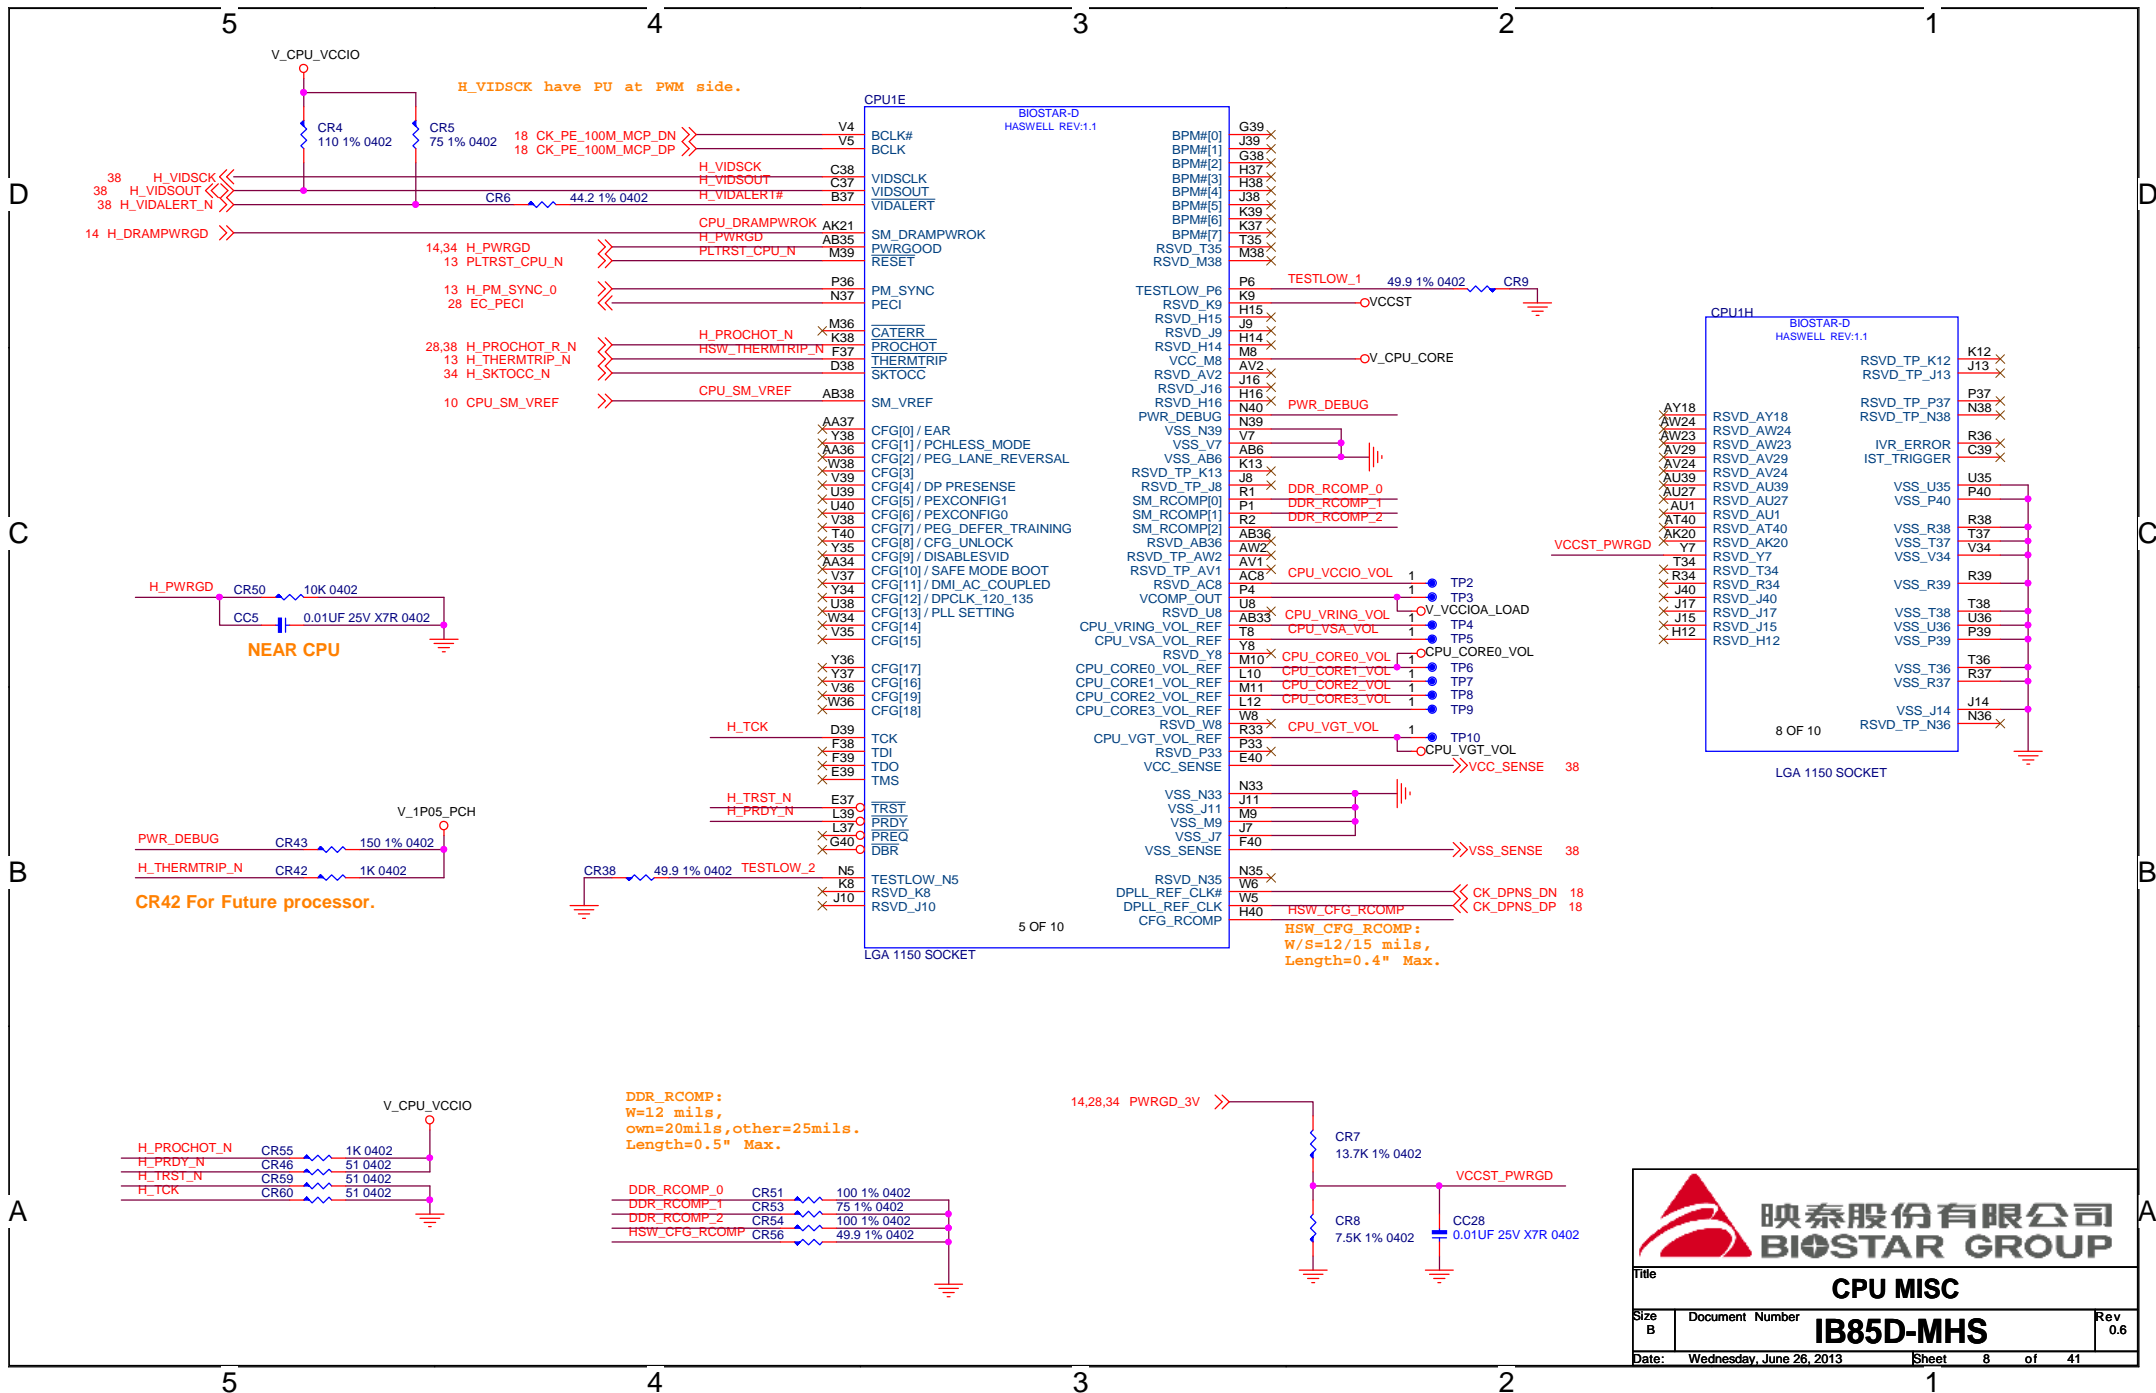 5 4 3 2 1
D D
C C
B B
A A
V_CPU_VCCIO
H_VIDSCK have PU at PWM side.
CR4
110 1% 0402
CR5
75 1% 0402
38 H_VIDSCK
38 H_VIDSOUT
38 H_VIDALERT_N
CR6 44.2 1% 0402
14 H_DRAMPWRGD
18 CK_PE_100M_MCP_DN
18 CK_PE_100M_MCP_DP
H_VIDSCK
H_VIDSOUT
H_VIDALERT#
CPU_DRAMPWROK
14,34 H_PWRGD
H_PWRGD
13 PLTRST_CPU_N
PLTRST_CPU_N
13 H_PM_SYNC_0
28 EC_PECI
28,38 H_PROCHOT_R_N
H_PROCHOT_N
13 H_THERMTRIP_N
HSW_THERMTRIP_N
34 H_SKTOCC_N
10 CPU_SM_VREF
CPU_SM_VREF
CPU1E
BIOSTAR-D
HASWELL REV:1.1
V4 BCLK#
V5 BCLK
C38 VIDSCLK
C37 VIDSOUT
B37 VIDALERT
AK21 SM_DRAMPWROK
AB35 PWRGOOD
M39 RESET
P36 PM_SYNC
N37 PECI
M36 CATERR
K38 PROCHOT
F37 THERMTRIP
D38 SKTOCC
AB38 SM_VREF
AA37 CFG[0] / EAR
Y38 CFG[1] / PCHLESS_MODE
AA36 CFG[2] / PEG_LANE_REVERSAL
W38 CFG[3]
V39 CFG[4] / DP PRESENSE
U39 CFG[5] / PEXCONFIG1
U40 CFG[6] / PEXCONFIG0
V38 CFG[7] / PEG_DEFER_TRAINING
T40 CFG[8] / CFG_UNLOCK
Y35 CFG[9] / DISABLESVID
AA34 CFG[10] / SAFE MODE BOOT
V37 CFG[11] / DMI_AC_COUPLED
Y34 CFG[12] / DPCLK_120_135
U38 CFG[13] / PLL SETTING
W34 CFG[14]
V35 CFG[15]
Y36 CFG[17]
Y37 CFG[16]
V36 CFG[19]
W36 CFG[18]
H_TCK D39 TCK
F38 TDI
F39 TDO
E39 TMS
H_TRST_N E37 TRST
H_PRDY_N L39 PRDY
L37 PREQ
G40 DBR
CR38 49.9 1% 0402 TESTLOW_2 N5 TESTLOW_N5
K8 RSVD_K8
J10 RSVD_J10
5 OF 10
LGA 1150 SOCKET
BPM#[0] G39
BPM#[1] J39
BPM#[2] G38
BPM#[3] H37
BPM#[4] H38
BPM#[5] J38
BPM#[6] K39
BPM#[7] K37
RSVD_T35 T35
RSVD_M38 M38
TESTLOW_P6 P6 TESTLOW_1 49.9 1% 0402 CR9
RSVD_K9 K9 VCCST
RSVD_H15 H15
RSVD_J9 J9
RSVD_H14 H14
VCC_M8 M8 V_CPU_CORE
RSVD_AV2 AV2
RSVD_J16 J16
RSVD_H16 H16
PWR_DEBUG N40 PWR_DEBUG
VSS_N39 N39
VSS_V7 V7
VSS_AB6 AB6
RSVD_TP_K13 K13
RSVD_TP_J8 J8
SM_RCOMP[0] R1 DDR_RCOMP_0
SM_RCOMP[1] P1 DDR_RCOMP_1
SM_RCOMP[2] R2 DDR_RCOMP_2
RSVD_AB36 AB36
RSVD_TP_AW2 AW2
RSVD_TP_AV1 AV1
RSVD_AC8 AC8 CPU_VCCIO_VOL 1 TP2
VCOMP_OUT P4 1 TP3
RSVD_U8 U8 V_VCCIOA_LOAD
CPU_VRING_VOL_REF AB33 CPU_VRING_VOL 1 TP4
CPU_VSA_VOL_REF T8 CPU_VSA_VOL 1 TP5
RSVD_Y8 Y8 CPU_CORE0_VOL
CPU_CORE0_VOL_REF M10 CPU_CORE0_VOL 1 TP6
CPU_CORE1_VOL_REF L10 CPU_CORE1_VOL 1 TP7
CPU_CORE2_VOL_REF M11 CPU_CORE2_VOL 1 TP8
CPU_CORE3_VOL_REF L12 CPU_CORE3_VOL 1 TP9
RSVD_W8 W8
CPU_VGT_VOL_REF R33 CPU_VGT_VOL 1 TP10
RSVD_P33 P33 CPU_VGT_VOL
VCC_SENSE E40 VCC_SENSE 38
VSS_N33 N33
VSS_J11 J11
VSS_M9 M9
VSS_J7 J7
VSS_SENSE F40 VSS_SENSE 38
RSVD_N35 N35
DPLL_REF_CLK# W6 CK_DPNS_DN 18
DPLL_REF_CLK W5 CK_DPNS_DP 18
CFG_RCOMP H40 HSW_CFG_RCOMP
HSW_CFG_RCOMP:
W/S=12/15 mils,
Length=0.4" Max.
CPU1H
BIOSTAR-D
HASWELL REV:1.1
AY18 RSVD_AY18
AW24 RSVD_AW24
AW23 RSVD_AW23
AV29 RSVD_AV29
AV24 RSVD_AV24
AU39 RSVD_AU39
AU27 RSVD_AU27
AU1 RSVD_AU1
AT40 RSVD_AT40
AK20 RSVD_AK20
VCCST_PWRGD Y7 RSVD_Y7
T34 RSVD_T34
R34 RSVD_R34
J40 RSVD_J40
J17 RSVD_J17
J15 RSVD_J15
H12 RSVD_H12
RSVD_TP_K12 K12
RSVD_TP_J13 J13
RSVD_TP_P37 P37
RSVD_TP_N38 N38
IVR_ERROR R36
IST_TRIGGER C39
VSS_U35 U35
VSS_P40 P40
VSS_R38 R38
VSS_T37 T37
VSS_V34 V34
VSS_R39 R39
VSS_T38 T38
VSS_U36 U36
VSS_P39 P39
VSS_T36 T36
VSS_R37 R37
VSS_J14 J14
RSVD_TP_N36 N36
8 OF 10
LGA 1150 SOCKET
H_PWRGD CR50 10K 0402
CC5 0.01UF 25V X7R 0402
NEAR CPU
V_1P05_PCH
PWR_DEBUG CR43 150 1% 0402
H_THERMTRIP_N CR42 1K 0402
CR42 For Future processor.
V_CPU_VCCIO
H_PROCHOT_N CR55 1K 0402
H_PRDY_N CR46 51 0402
H_TRST_N CR59 51 0402
H_TCK CR60 51 0402
DDR_RCOMP:
W=12 mils,
own=20mils,other=25mils.
Length=0.5" Max.
DDR_RCOMP_0 CR51 100 1% 0402
DDR_RCOMP_1 CR53 75 1% 0402
DDR_RCOMP_2 CR54 100 1% 0402
HSW_CFG_RCOMP CR56 49.9 1% 0402
14,28,34 PWRGD_3V
CR7
13.7K 1% 0402
VCCST_PWRGD
CR8
7.5K 1% 0402
CC28
0.01UF 25V X7R 0402
映泰股份有限公司
BIOSTAR GROUP
Title
CPU MISC
Size
B
Document Number
IB85D-MHS
Rev
0.6
Date: Wednesday, June 26, 2013 Sheet 8 of 41
5 4 3 2 1